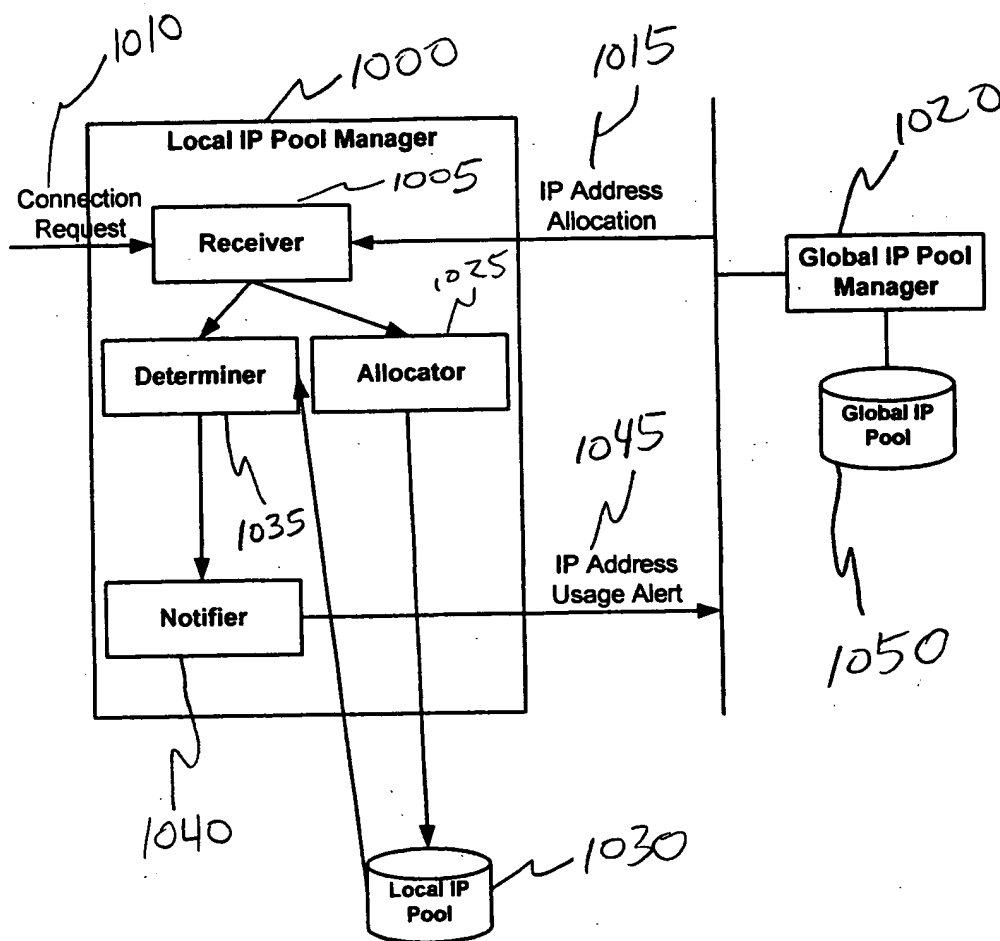 1010
1000
1015
1020
Local IP Pool Manager
1005
Connection
Request
IP Address
Allocation
Receiver
1025
Global IP Pool
Manager
Determiner
Allocator
Global IP
Pool
1045
1035
IP Address
Usage Alert
Notifier
1050
1040
1030
Local IP
Pool